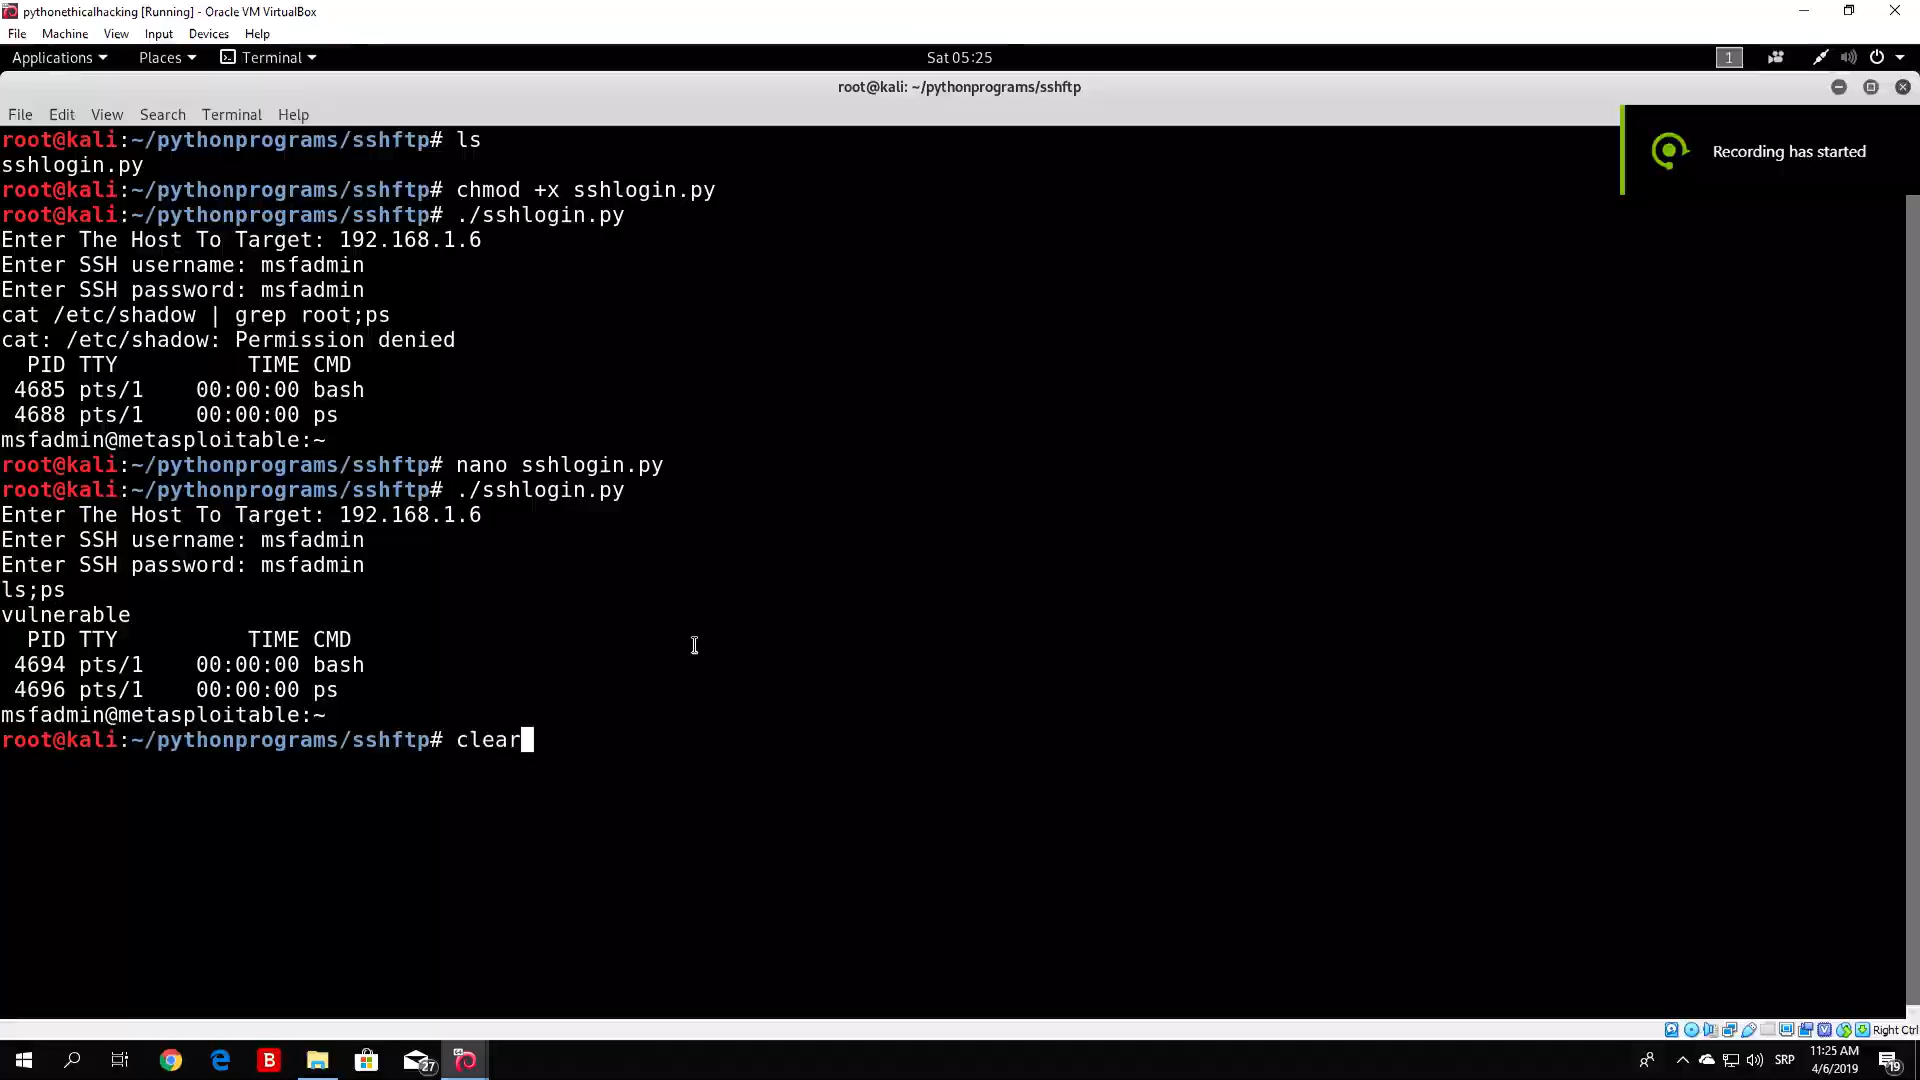 pythonethicalhacking [Running] - Oracle VM VirtualBox
File Machine View Input Devices Help
Applications Places Terminal Sat 05:25 1
root@kali: ~/pythonprograms/sshftp
File Edit View Search Terminal Help
Recording has started
root@kali:~/pythonprograms/sshftp# ls
sshlogin.py
root@kali:~/pythonprograms/sshftp# chmod +x sshlogin.py
root@kali:~/pythonprograms/sshftp# ./sshlogin.py
Enter The Host To Target: 192.168.1.6
Enter SSH username: msfadmin
Enter SSH password: msfadmin
cat /etc/shadow | grep root;ps
cat: /etc/shadow: Permission denied
PID TTY TIME CMD
4685 pts/1 00:00:00 bash
4688 pts/1 00:00:00 ps
msfadmin@metasploitable:~
root@kali:~/pythonprograms/sshftp# nano sshlogin.py
root@kali:~/pythonprograms/sshftp# ./sshlogin.py
Enter The Host To Target: 192.168.1.6
Enter SSH username: msfadmin
Enter SSH password: msfadmin
ls;ps
vulnerable
PID TTY TIME CMD
4694 pts/1 00:00:00 bash
4696 pts/1 00:00:00 ps
msfadmin@metasploitable:~
root@kali:~/pythonprograms/sshftp# clear
Right Ctrl
B 27 64 SRP 11:25 AM 19
4/6/2019